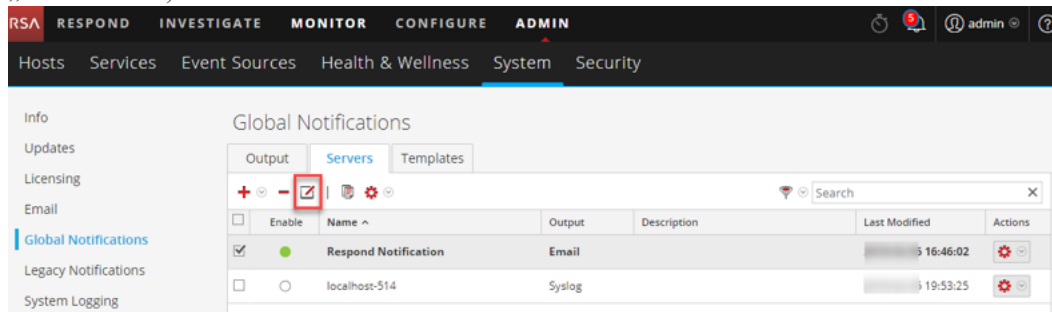 RSA RESPOND INVESTIGATE MONITOR CONFIGURE ADMIN 5 admin
Hosts Services Event Sources Health & Wellness System Security
Info
Updates
Licensing
Email
Global Notifications
Legacy Notifications
System Logging
Global Notifications
Output Servers Templates
Search
Enable Name Output Description Last Modified Actions
Respond Notification Email 16:46:02
localhost-514 Syslog 19:53:25